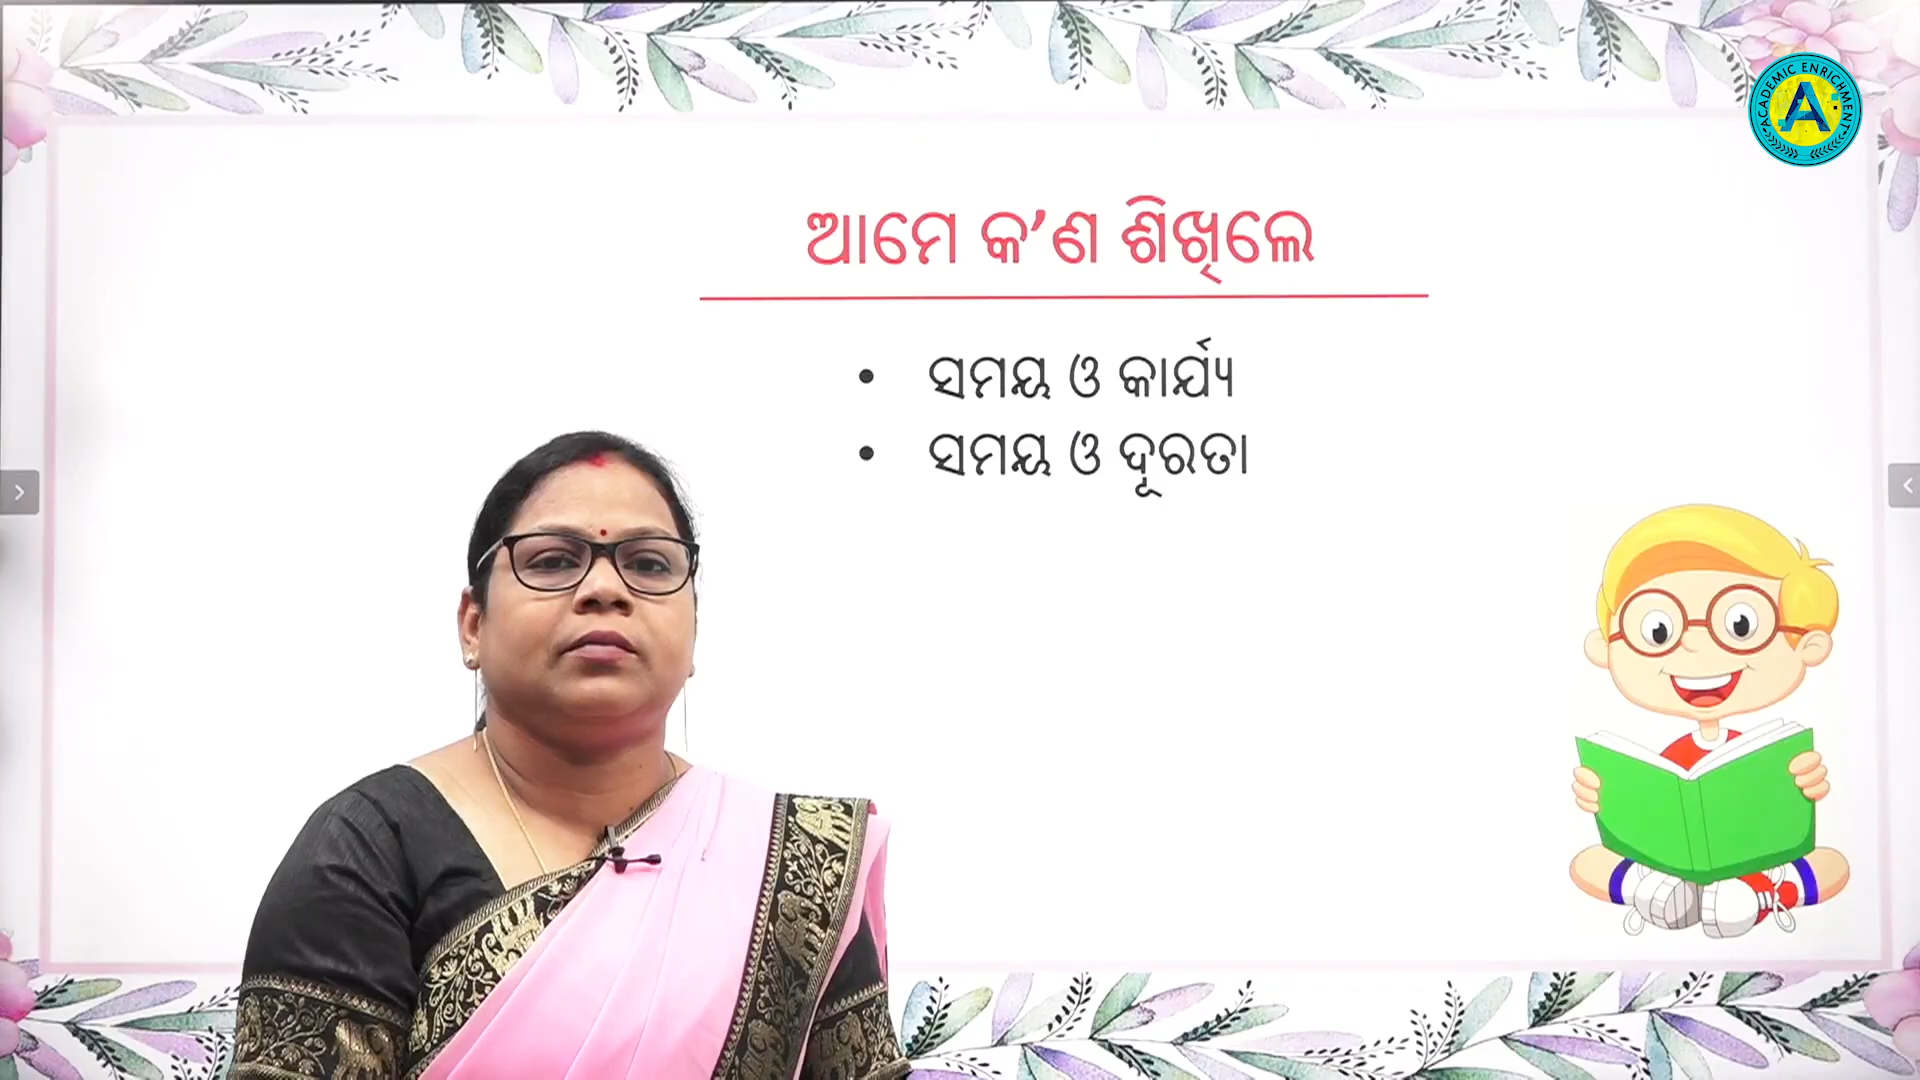 ACADEMIC ENRICHMENT
A
ଆମେ କ’ଣ ଶିଖିଲେ
• ସମୟ ଓ କାର୍ଯ୍ୟ
• ସମୟ ଓ ଦୂରତା